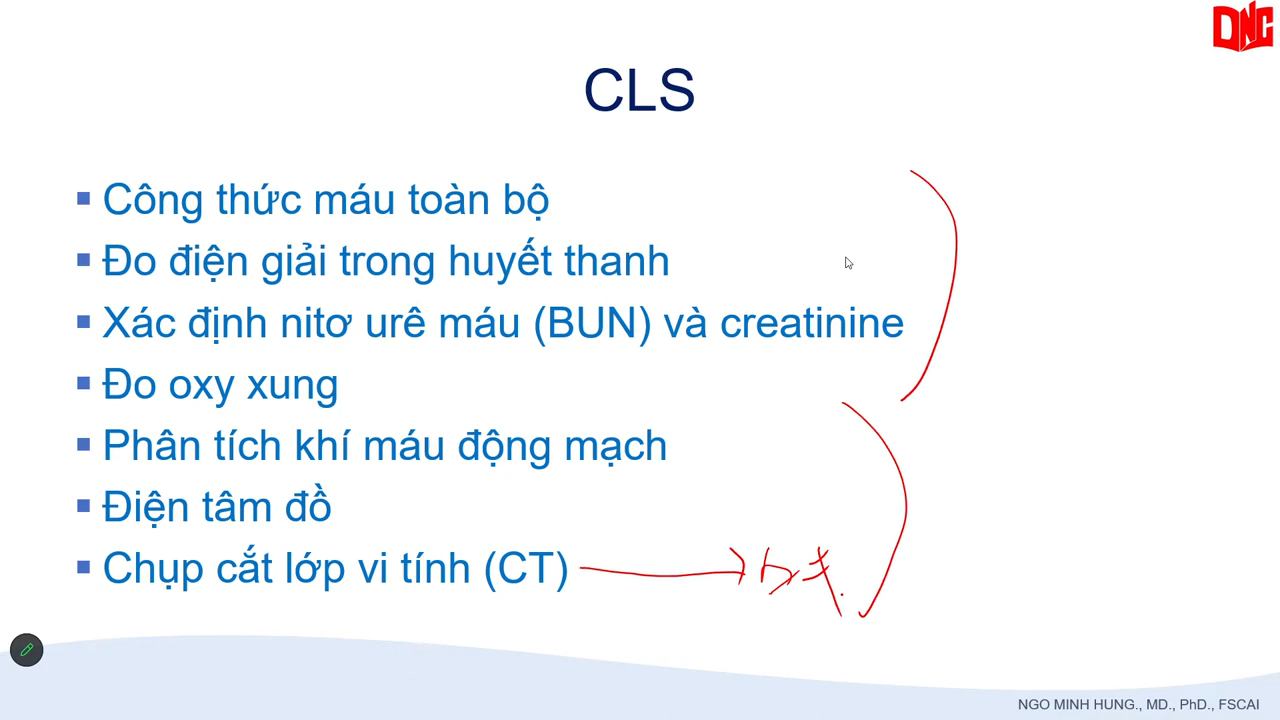 DNC
CLS
Công thức máu toàn bộ
Đo điện giải trong huyết thanh
Xác định nitơ urê máu (BUN) và creatinine
Đo oxy xung
Phân tích khí máu động mạch
Điện tâm đồ
Chụp cắt lớp vi tính (CT)
NGO MINH HUNG., MD., PhD., FSCAI